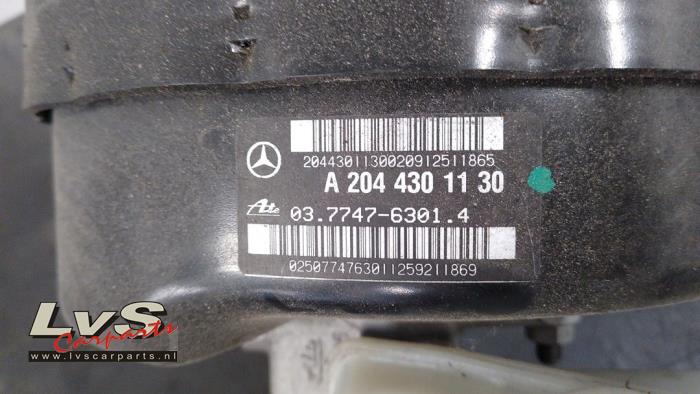 2044301130020912511865
A 204 430 11 30
Ate 03.7747-6301.4
0250774763011259211869
LvS
Carparts
www.lvscarparts.nl